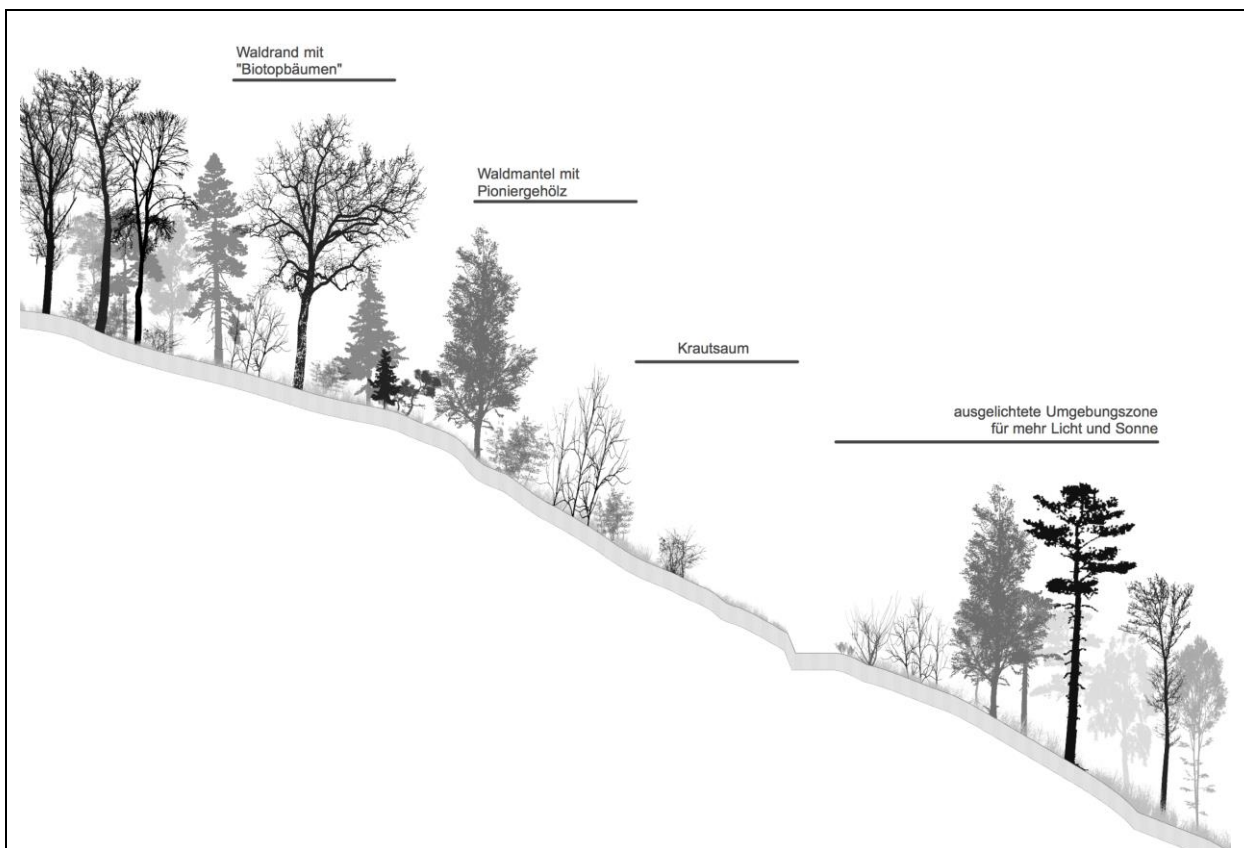 Waldrand mit
"Biotopbäumen"
Waldmantel mit
Pioniergehölz
Krautsaum
ausgelichtete Umgebungszone
für mehr Licht und Sonne